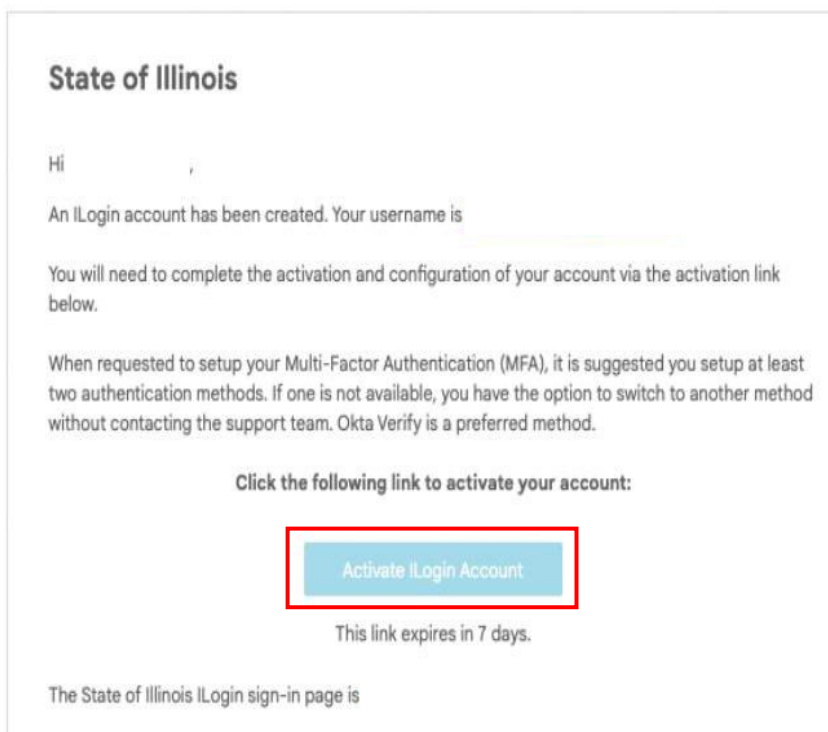 State of Illinois
Hi ,
An ILogin account has been created. Your username is
You will need to complete the activation and configuration of your account via the activation link
below.
When requested to setup your Multi-Factor Authentication (MFA), it is suggested you setup at least
two authentication methods. If one is not available, you have the option to switch to another method
without contacting the support team. Okta Verify is a preferred method.
Click the following link to activate your account:
Activate ILogin Account
This link expires in 7 days.
The State of Illinois ILogin sign-in page is